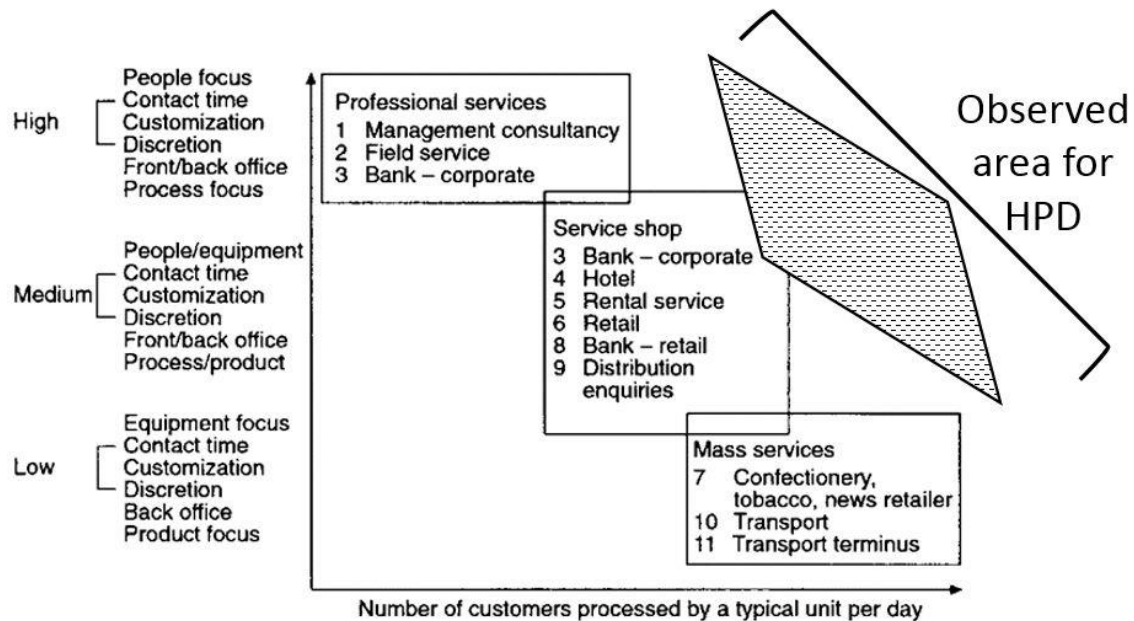 People focus
Contact time
High
Customization
Discretion
Front/back office
Process focus
People/equipment
Contact time
Medium
Customization
Discretion
Front/back office
Process/product
Equipment focus
Contact time
Low
Customization
Discretion
Back office
Product focus
Professional services
1 Management consultancy
2 Field service
3 Bank – corporate
Service shop
3 Bank – corporate
4 Hotel
5 Rental service
6 Retail
8 Bank – retail
9 Distribution
enquiries
Mass services
7 Confectionery,
tobacco, news retailer
10 Transport
11 Transport terminus
Observed
area for
HPD
Number of customers processed by a typical unit per day